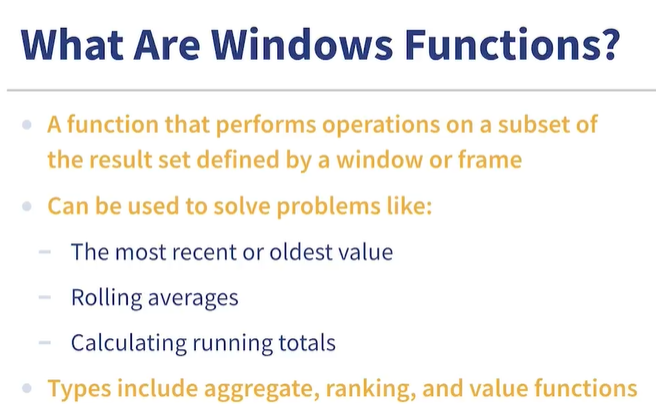 What Are Windows Functions?
A function that performs operations on a subset of
the result set defined by a window or frame
Can be used to solve problems like:
The most recent or oldest value
Rolling averages
Calculating running totals
Types include aggregate, ranking, and value functions